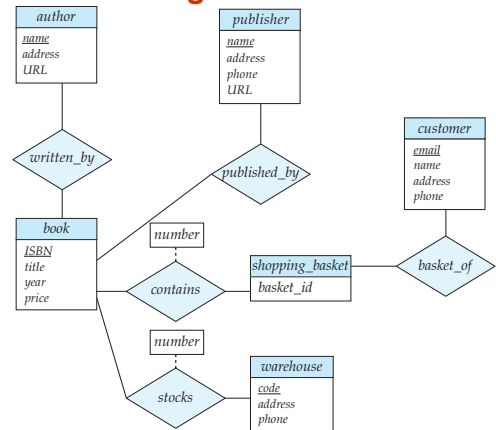 author
name
address
URL
publisher
name
address
phone
URL
customer
email
name
address
phone
written_by
published_by
book
ISBN
title
year
price
number
contains
shopping_basket
basket_id
basket_of
number
stocks
warehouse
code
address
phone